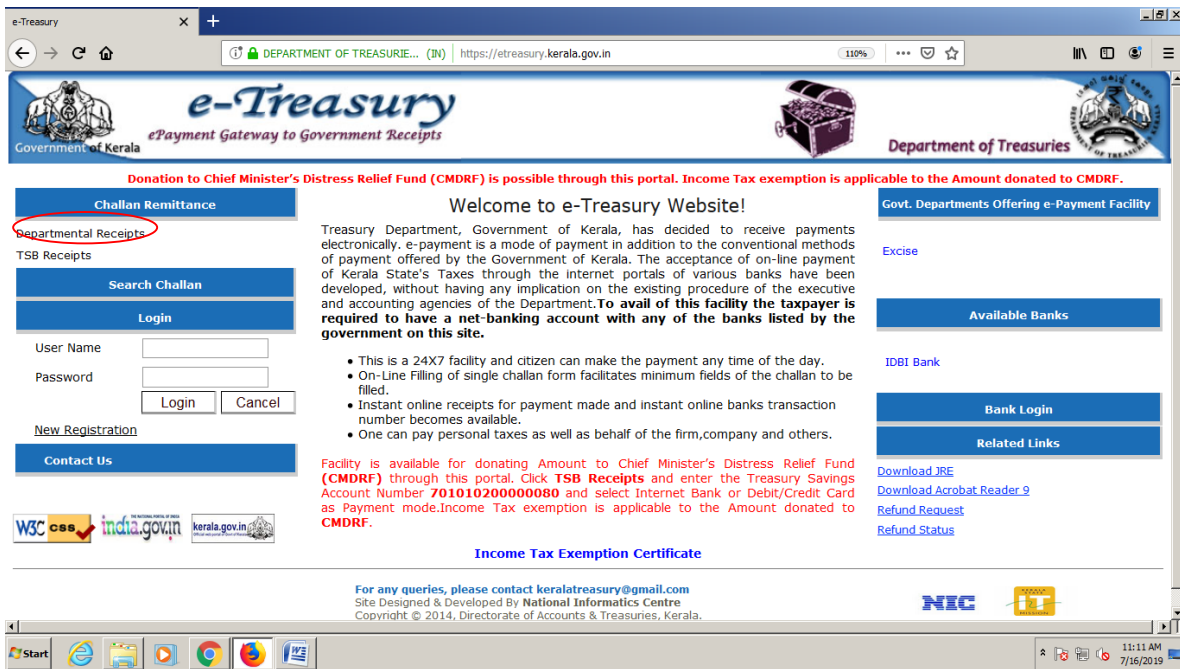 e-Treasury
DEPARTMENT OF TREASURIE... (IN) https://etreasury.kerala.gov.in 110%
Government of Kerala
e-Treasury
ePayment Gateway to Government Receipts
Department of Treasuries
Donation to Chief Minister's Distress Relief Fund (CMDRF) is possible through this portal. Income Tax exemption is applicable to the Amount donated to CMDRF.
Challan Remittance
Departmental Receipts
TSB Receipts
Search Challan
Login
User Name
Password
Login Cancel
New Registration
Contact Us
W3C css
india.gov.in
kerala.gov.in
Welcome to e-Treasury Website!
Treasury Department, Government of Kerala, has decided to receive payments
electronically. e-payment is a mode of payment in addition to the conventional methods
of payment offered by the Government of Kerala. The acceptance of on-line payment
of Kerala State's Taxes through the internet portals of various banks have been
developed, without having any implication on the existing procedure of the executive
and accounting agencies of the Department.To avail of this facility the taxpayer is
required to have a net-banking account with any of the banks listed by the
government on this site.
• This is a 24X7 facility and citizen can make the payment any time of the day.
• On-Line Filling of single challan form facilitates minimum fields of the challan to be
filled.
• Instant online receipts for payment made and instant online banks transaction
number becomes available.
• One can pay personal taxes as well as behalf of the firm,company and others.
Facility is available for donating Amount to Chief Minister's Distress Relief Fund
(CMDRF) through this portal. Click TSB Receipts and enter the Treasury Savings
Account Number 701010200000080 and select Internet Bank or Debit/Credit Card
as Payment mode.Income Tax exemption is applicable to the Amount donated to
CMDRF.
Income Tax Exemption Certificate
Govt. Departments Offering e-Payment Facility
Excise
Available Banks
IDBI Bank
Bank Login
Related Links
Download JRE
Download Acrobat Reader 9
Refund Request
Refund Status
For any queries, please contact keralatreasury@gmail.com
Site Designed & Developed By National Informatics Centre
Copyright © 2014, Directorate of Accounts & Treasuries, Kerala.
NIC
Start
11:11 AM
7/16/2019